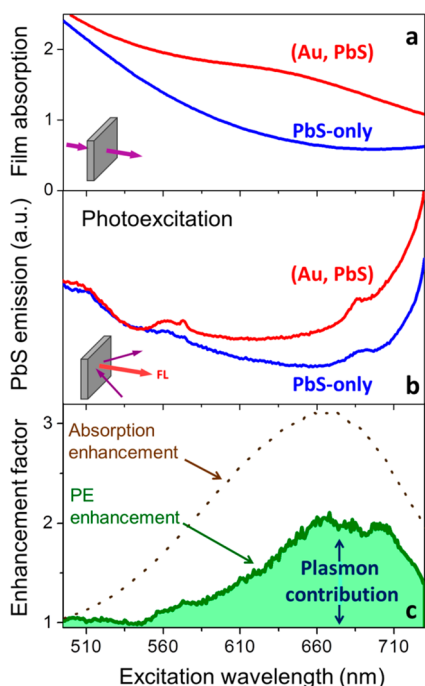 Film absorption
2
1
0
a
(Au, PbS)
PbS-only
PbS emission (a.u.)
Photoexcitation
(Au, PbS)
FL
PbS-only
b
Enhancement factor
3
2
1
Absorption
enhancement
PE
enhancement
Plasmon
contribution
c
510 560 610 660 710
Excitation wavelength (nm)